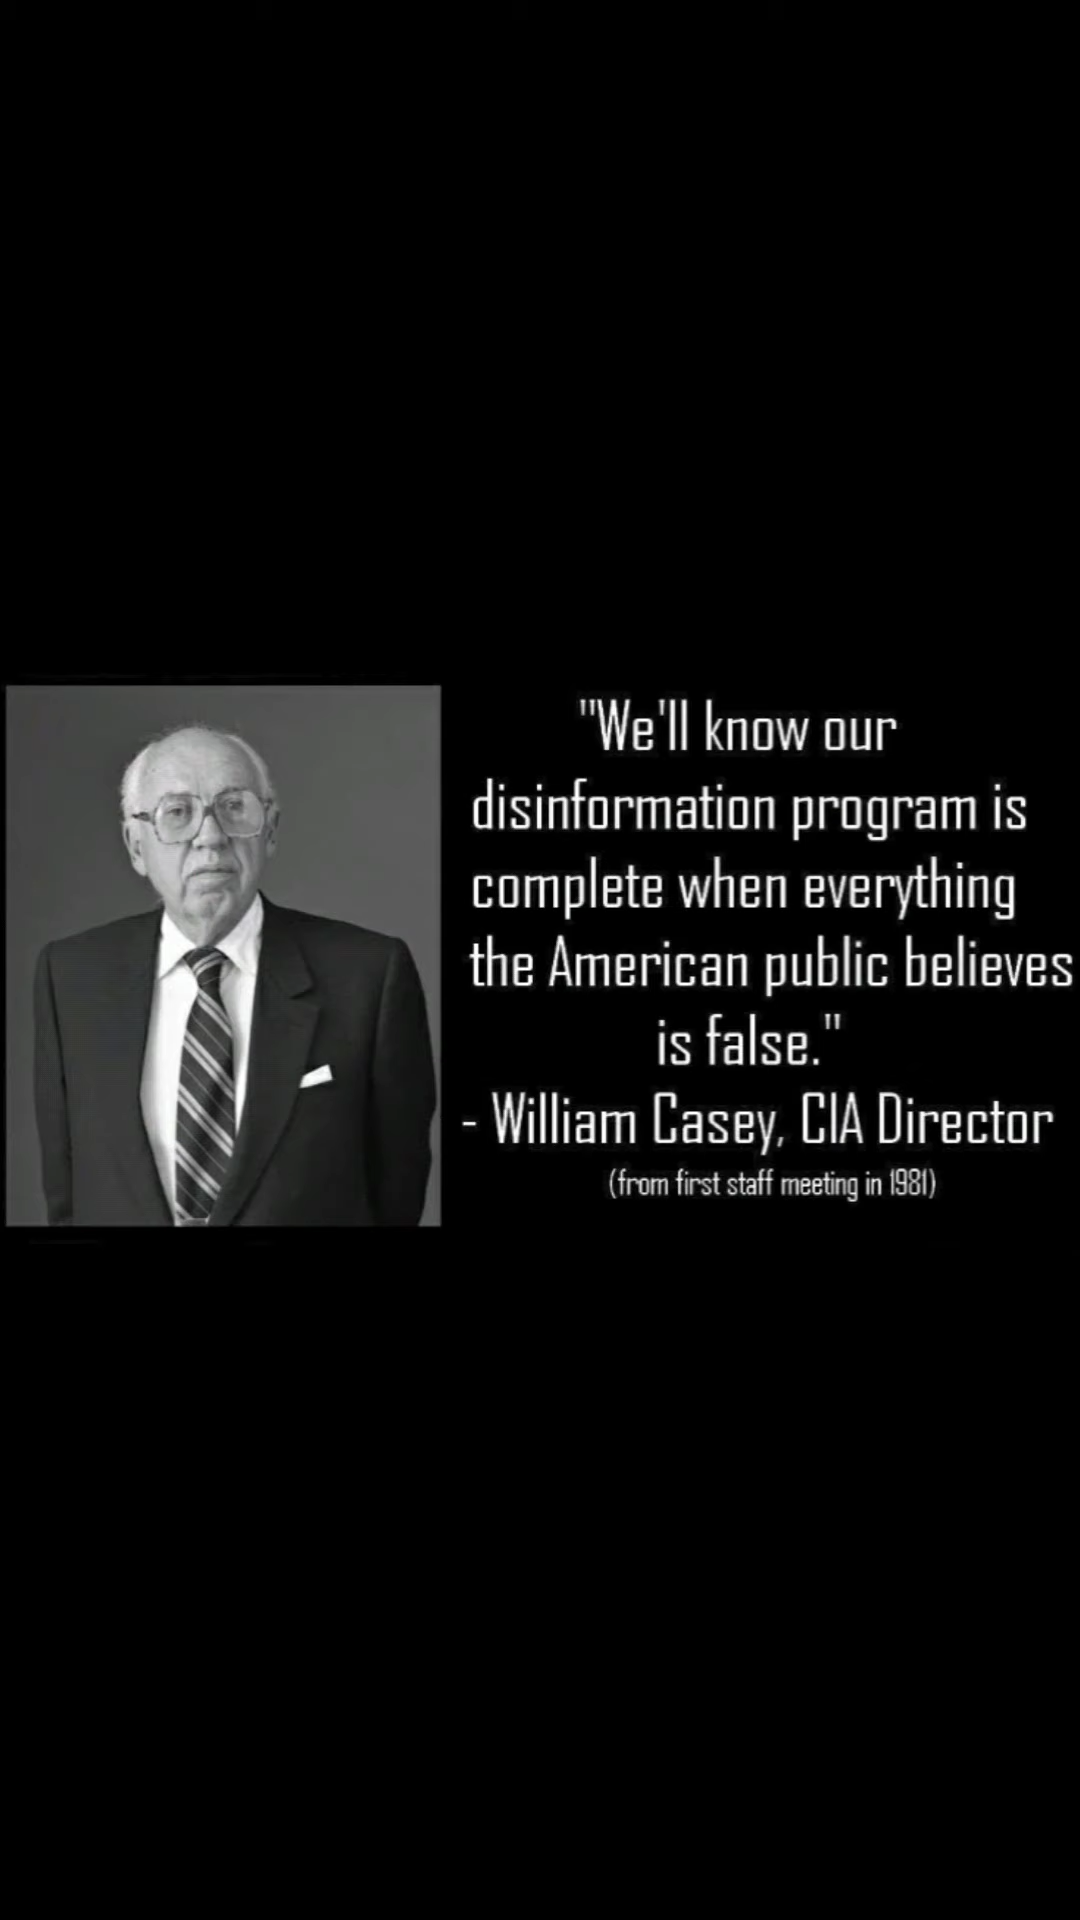 "We'll know our
disinformation program is
complete when everything
the American public believes
is false."
- William Casey, CIA Director
(from first staff meeting in 1981)